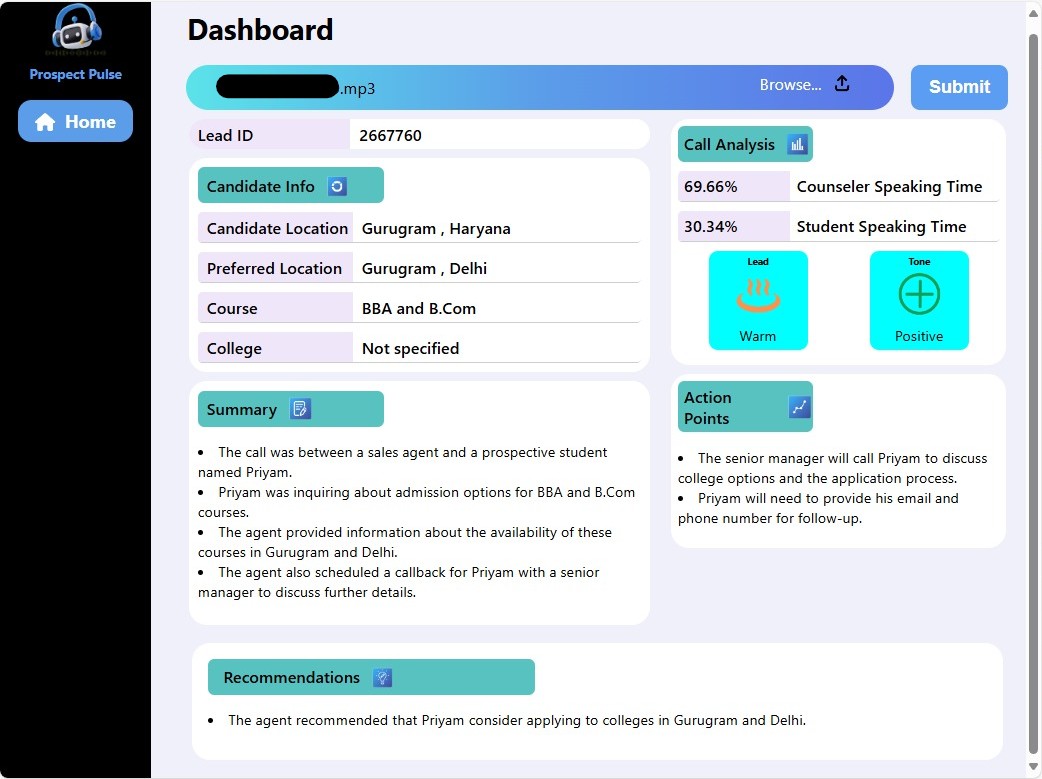 Prospect Pulse
Home
Dashboard
.mp3
Browse...
Submit
Lead ID
2667760
Candidate Info
Candidate Location
Gurugram , Haryana
Preferred Location
Gurugram , Delhi
Course
BBA and B.Com
College
Not specified
Call Analysis
69.66%
Counseler Speaking Time
30.34%
Student Speaking Time
Lead
Warm
Tone
Positive
Summary
• The call was between a sales agent and a prospective student
named Priyam.
• Priyam was inquiring about admission options for BBA and B.Com
courses.
• The agent provided information about the availability of these
courses in Gurugram and Delhi.
• The agent also scheduled a callback for Priyam with a senior
manager to discuss further details.
Action
Points
• The senior manager will call Priyam to discuss
college options and the application process.
• Priyam will need to provide his email and
phone number for follow-up.
Recommendations
• The agent recommended that Priyam consider applying to colleges in Gurugram and Delhi.